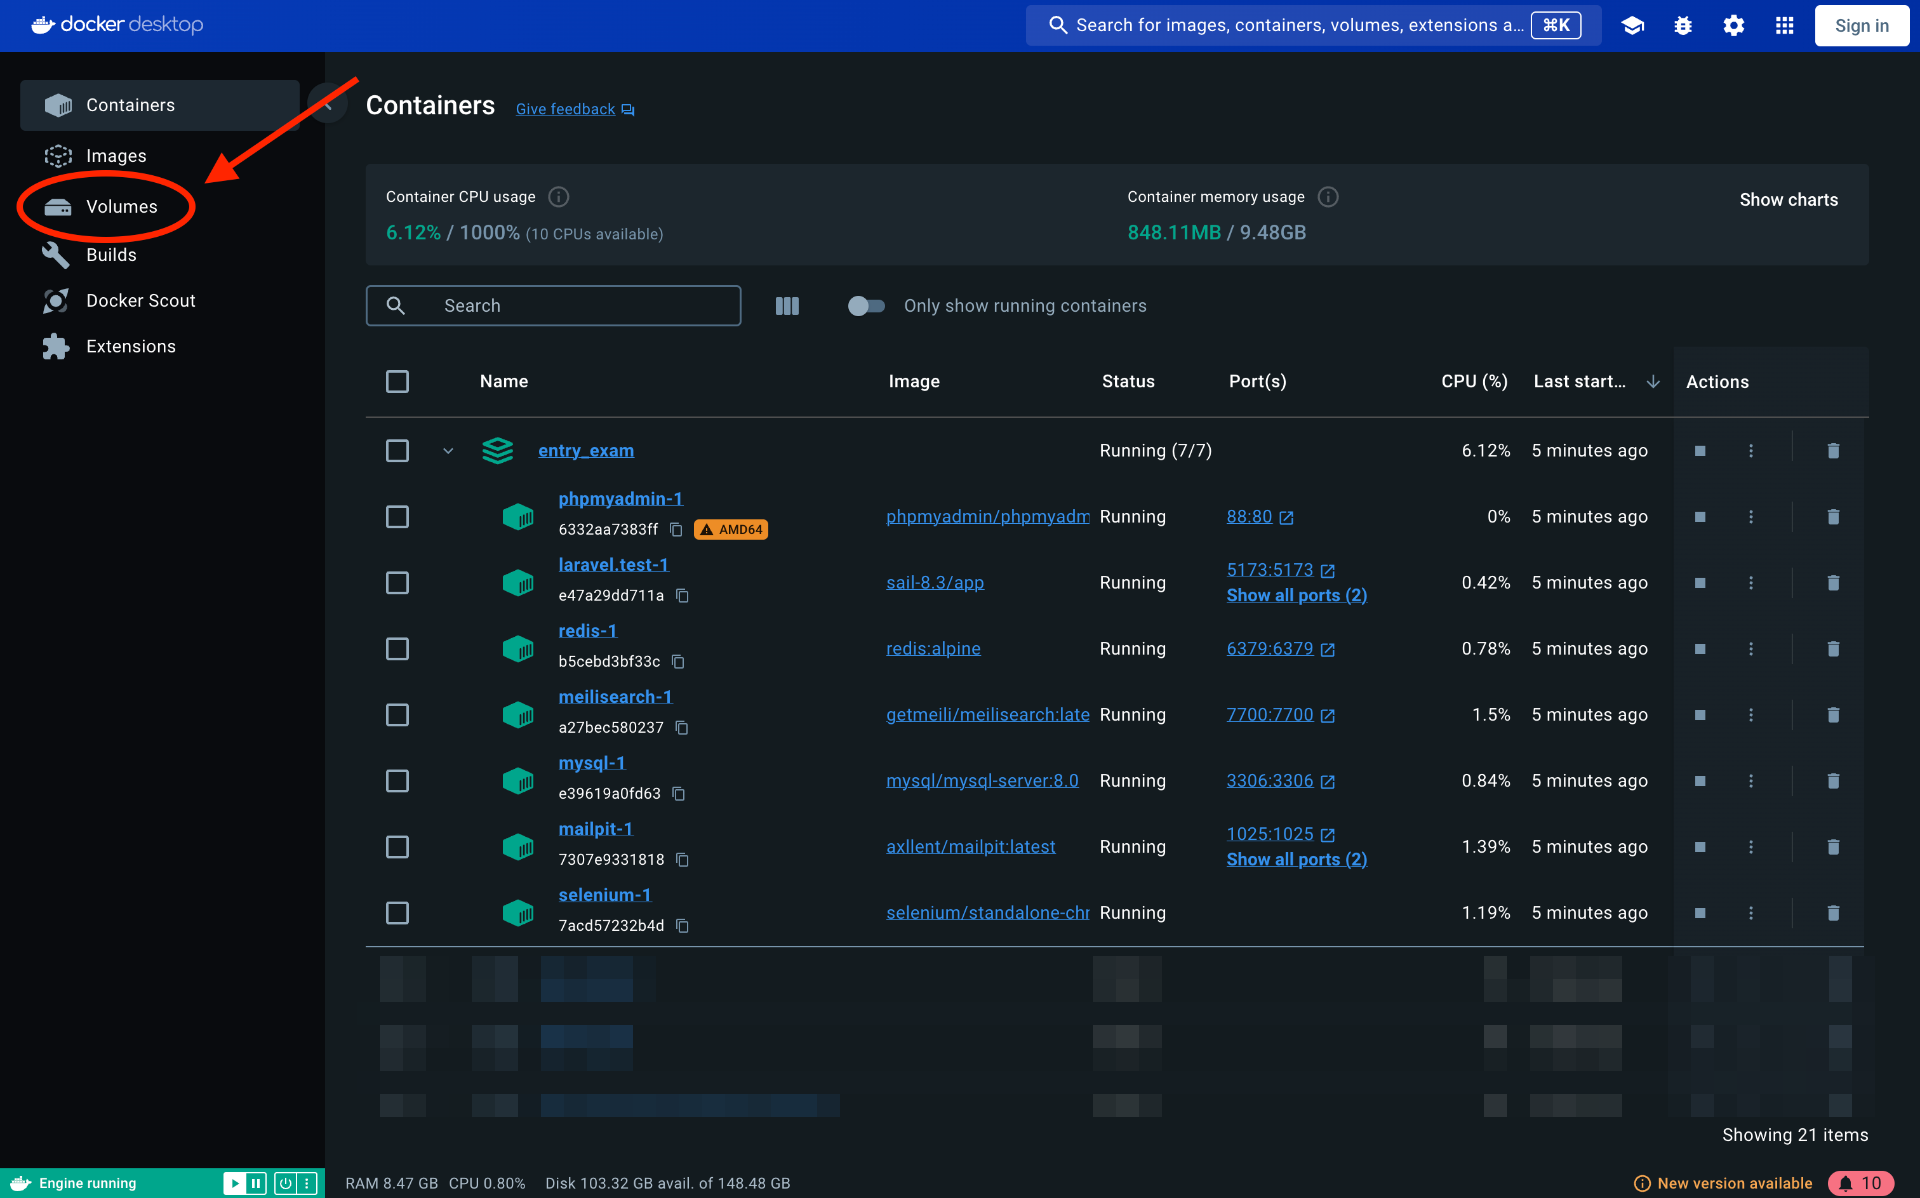 docker desktop
Search for images, containers, volumes, extensions a... ⌘K
Sign in
Containers
Images
Volumes
Builds
Docker Scout
Extensions
Containers Give feedback
Container CPU usage
6.12% / 1000% (10 CPUs available)
Container memory usage
848.11MB / 9.48GB
Show charts
Search
Only show running containers
Name Image Status Port(s) CPU (%) Last start... Actions
entry_exam Running (7/7) 6.12% 5 minutes ago
phpmyadmin-1
6332aa7383ff AMD64
phpmyadmin/phpmyadm Running 88:80 0% 5 minutes ago
laravel.test-1
e47a29dd711a
sail-8.3/app Running
5173:5173
Show all ports (2)
0.42% 5 minutes ago
redis-1
b5cebd3bf33c
redis:alpine Running 6379:6379 0.78% 5 minutes ago
meilisearch-1
a27bec580237
getmeili/meilisearch:late Running 7700:7700 1.5% 5 minutes ago
mysql-1
e39619a0fd63
mysql/mysql-server:8.0 Running 3306:3306 0.84% 5 minutes ago
mailpit-1
7307e9331818
axllent/mailpit:latest Running
1025:1025
Show all ports (2)
1.39% 5 minutes ago
selenium-1
7acd57232b4d
selenium/standalone-chr Running 1.19% 5 minutes ago
Showing 21 items
Engine running
RAM 8.47 GB CPU 0.80% Disk 103.32 GB avail. of 148.48 GB
New version available
10